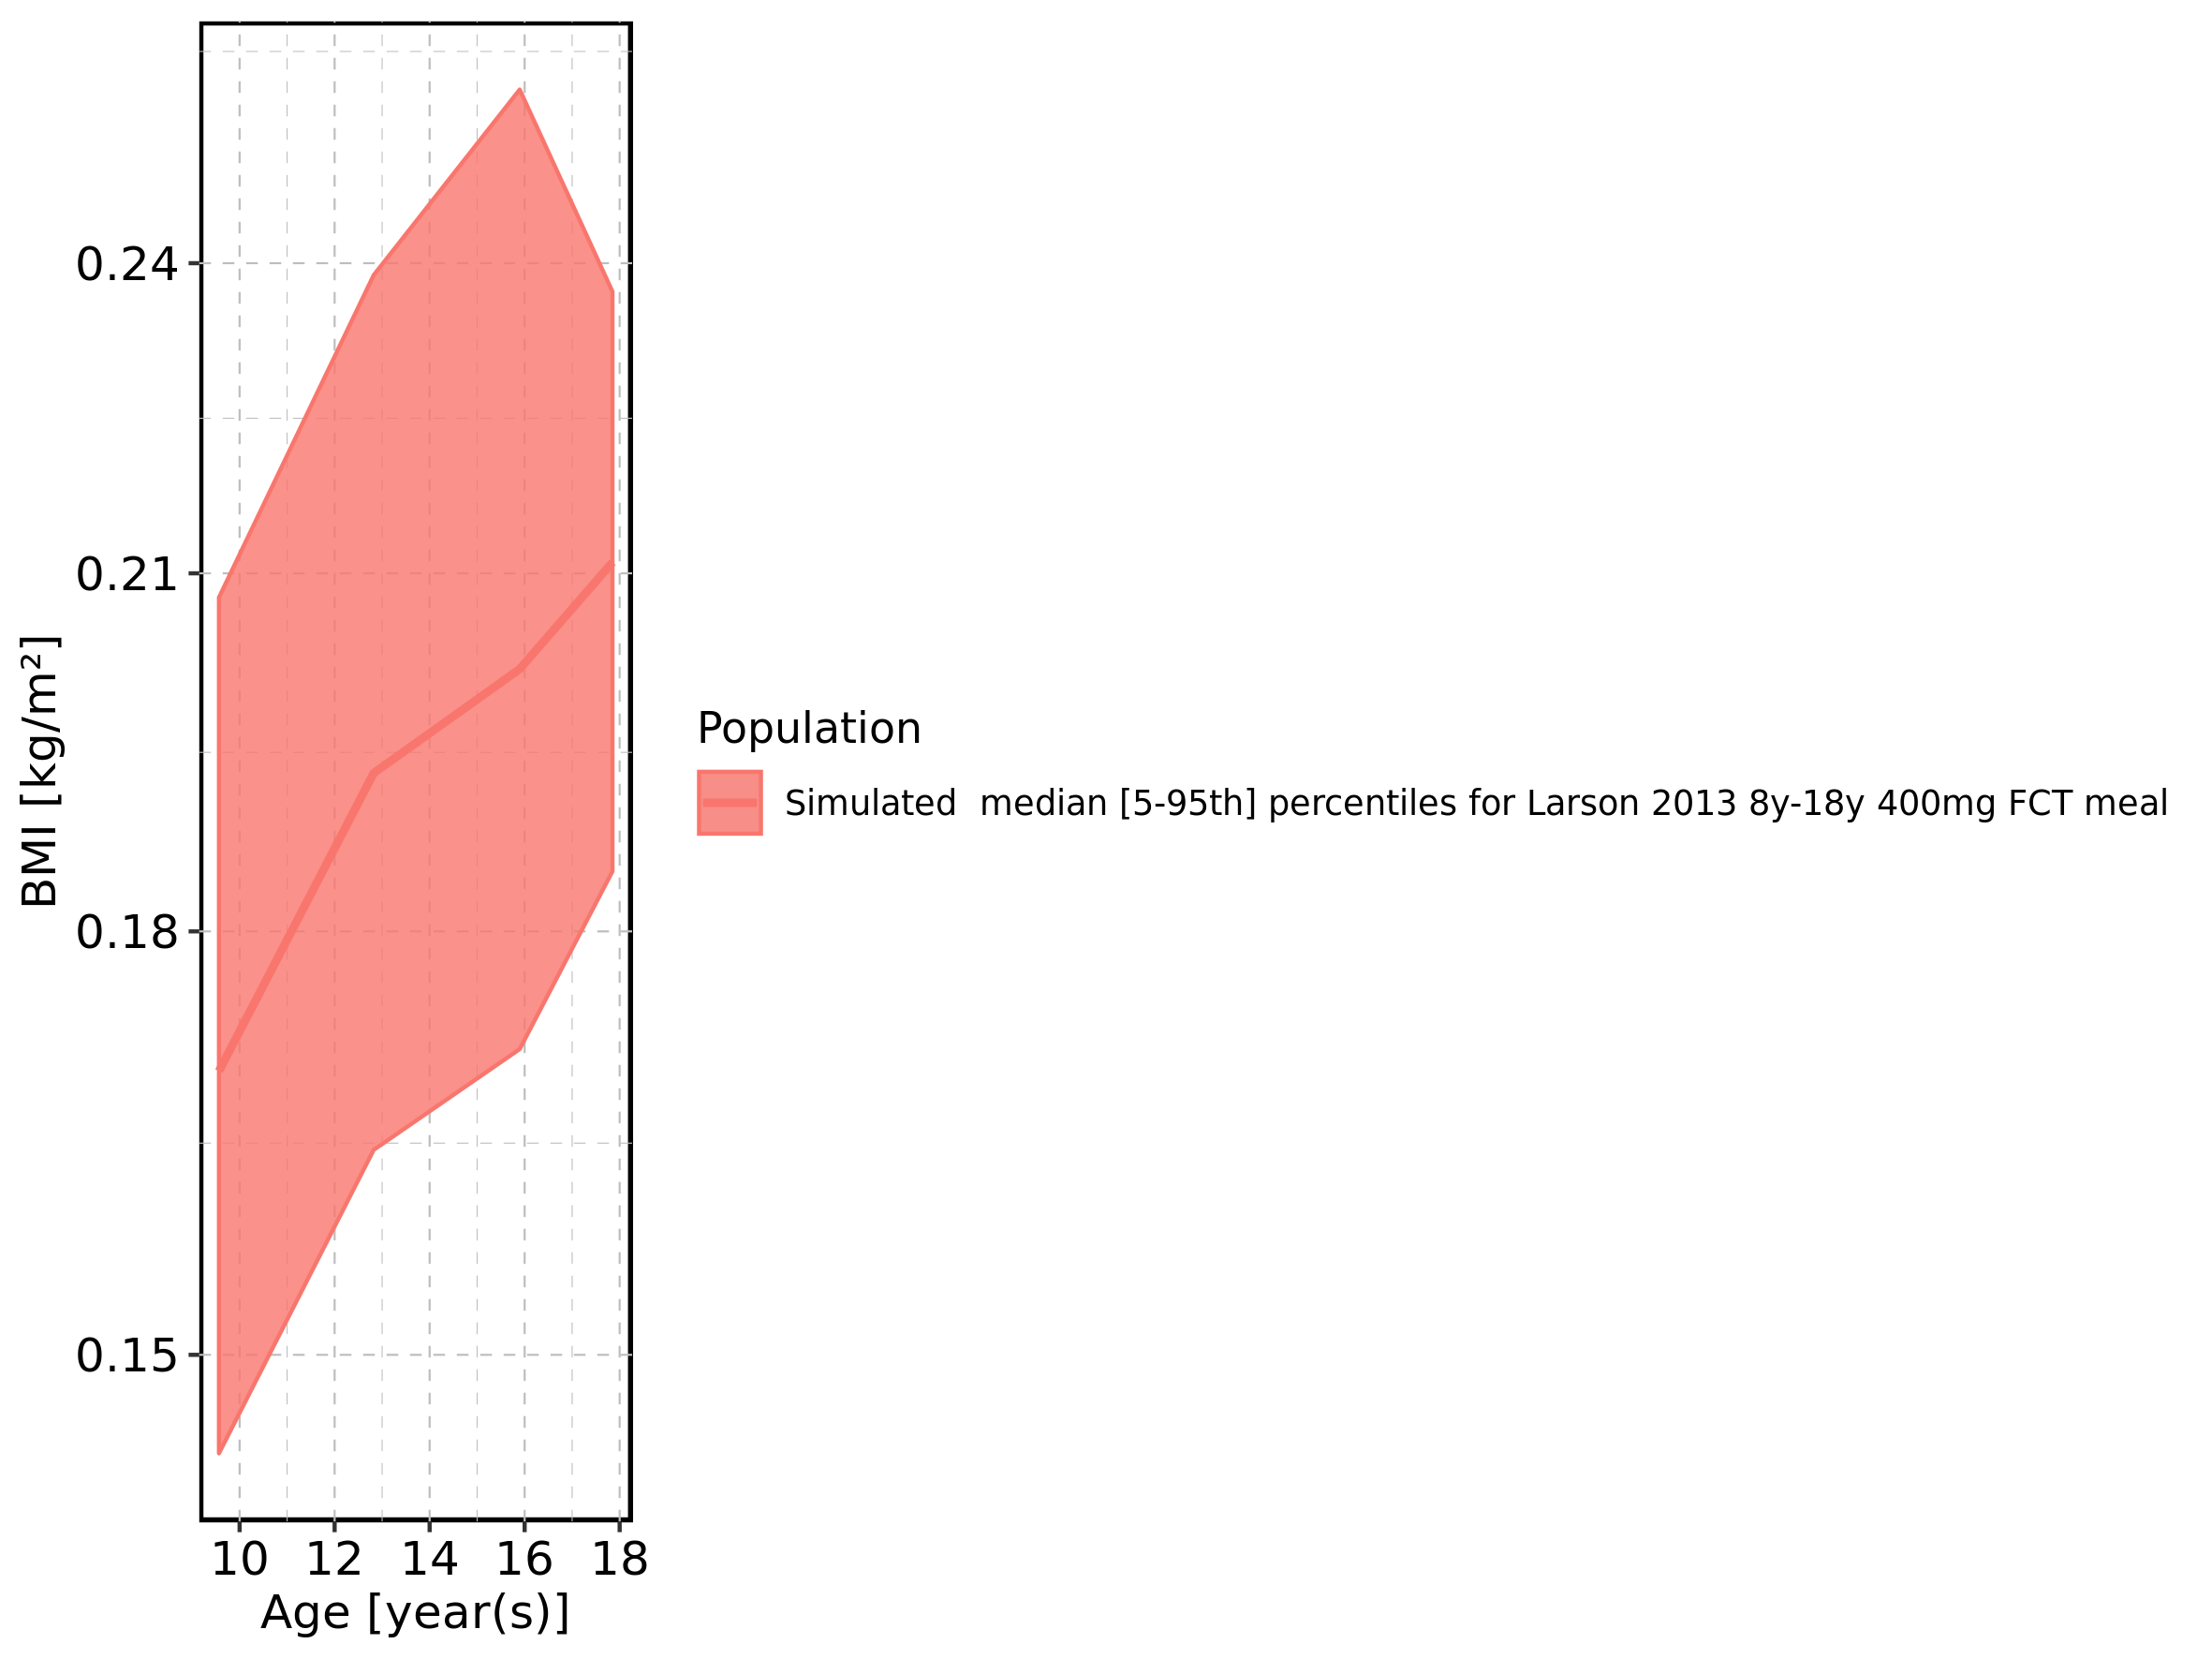 0.24
0.21
0.18
0.15
BMI [kg/m²]
10 12 14 16 18
Age [year(s)]
Population
Simulated  median [5-95th] percentiles for Larson 2013 8y-18y 400mg FCT meal